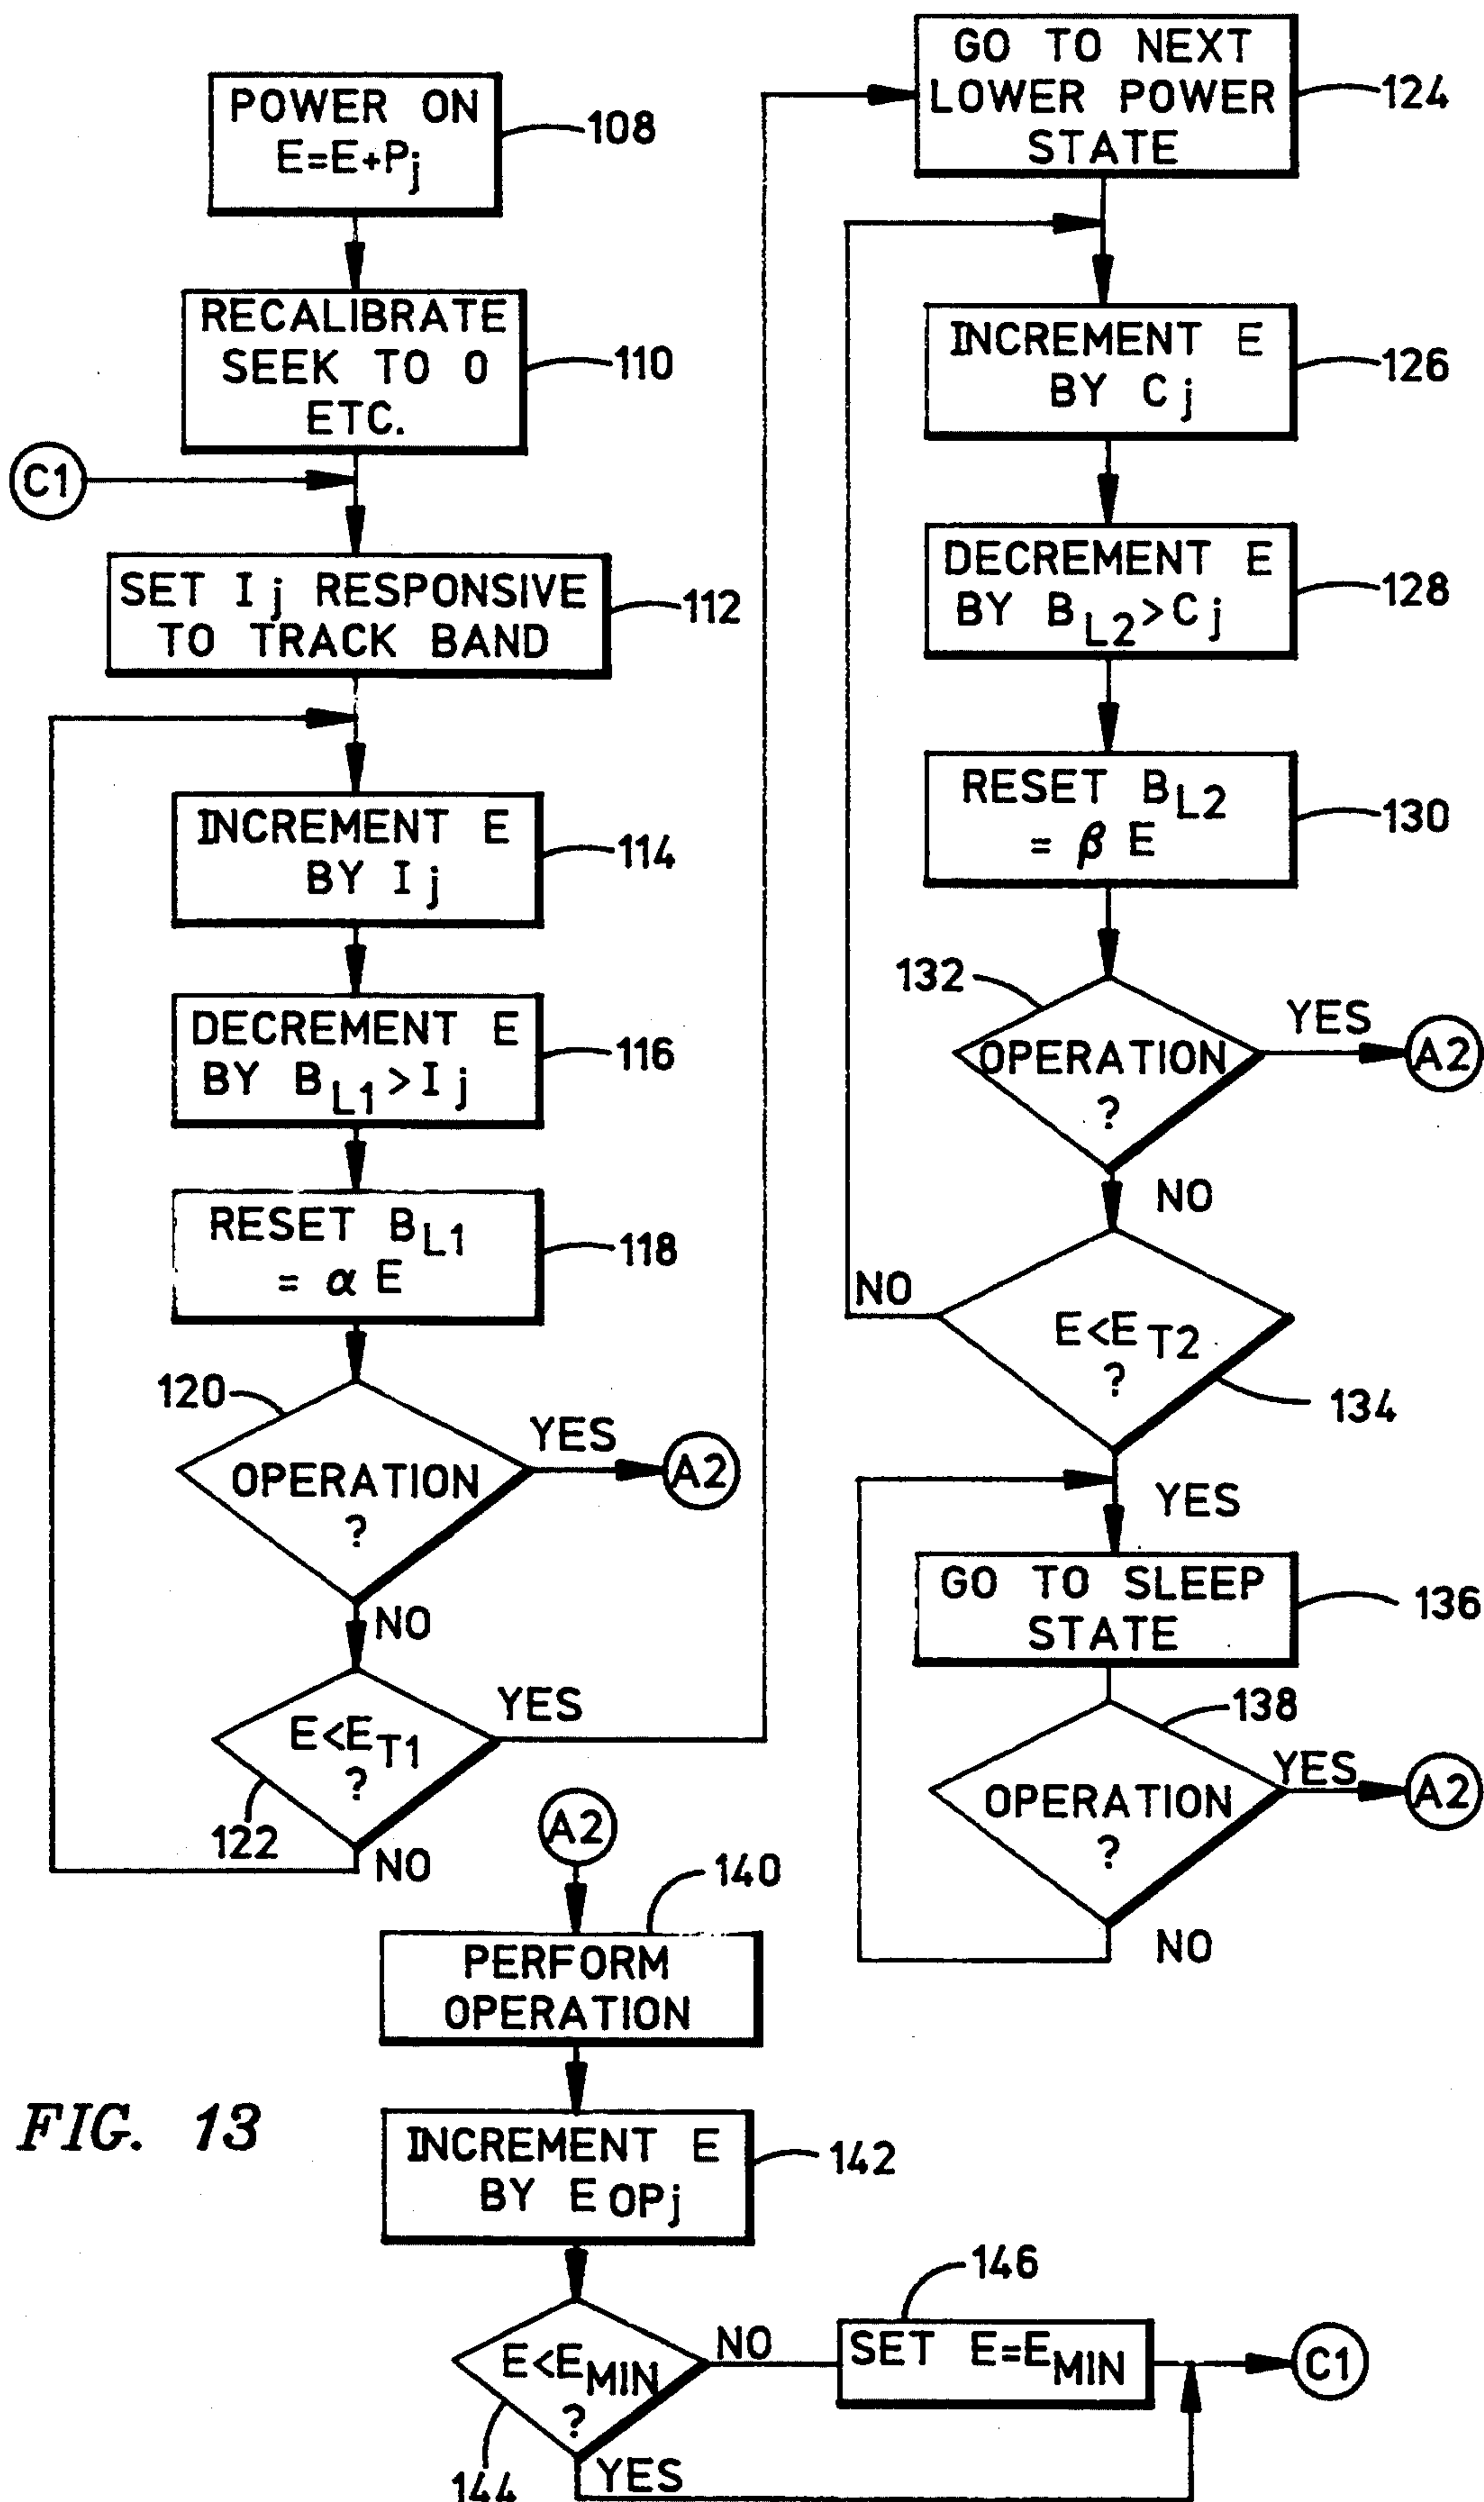 POWER ON
E=E+Pj
108
RECALIBRATE
SEEK TO 0
ETC.
110
C1
SET Ij RESPONSIVE
TO TRACK BAND
112
INCREMENT E
BY Ij
114
DECREMENT E
BY BL1>Ij
116
RESET BL1
= α E
118
120
OPERATION
?
YES
A2
NO
E<ET1
?
YES
122
NO
GO TO NEXT
LOWER POWER
STATE
124
INCREMENT E
BY Cj
126
DECREMENT E
BY BL2>Cj
128
RESET BL2
= β E
130
132
OPERATION
?
YES
A2
NO
E<ET2
?
NO
134
YES
GO TO SLEEP
STATE
136
138
OPERATION
?
YES
A2
NO
A2
140
PERFORM
OPERATION
INCREMENT E
BY EOPj
142
E<EMIN
?
144
NO
YES
146
SET E=EMIN
C1
FIG. 13